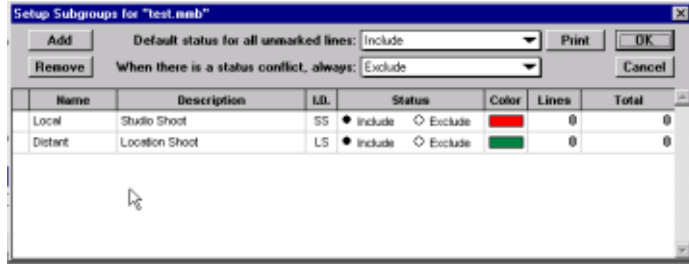 Setup Subgroups for "test.mmb"
Add Default status for all unmarked lines: Include Print OK
Remove When there is a status conflict, always: Exclude Cancel
Name Description I.D. Status Color Lines Total
Local Studio Shoot SS Include Exclude 0 0
Distant Location Shoot LS Include Exclude 0 0